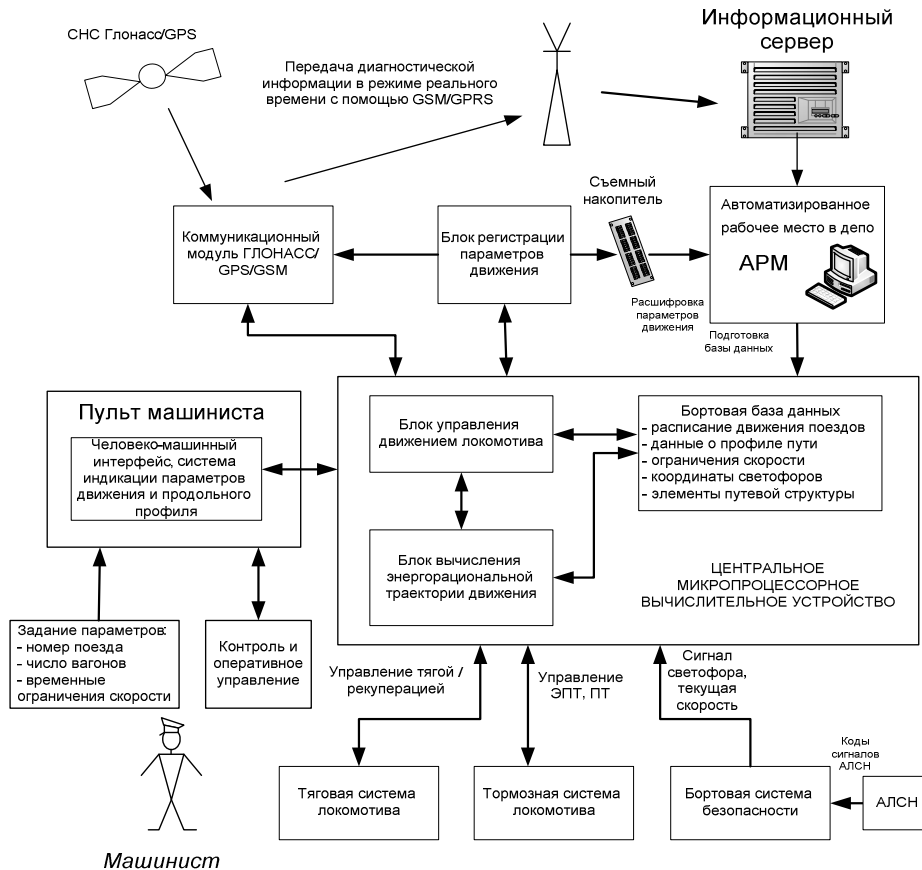 Информационный
сервер
СНС Глонасс/GPS
Передача диагностической
информации в режиме реального
времени с помощью GSM/GPRS
Съемный
накопитель
Автоматизированное
рабочее место в депо
АРМ
Коммуникационный
модуль ГЛОНАСС/
GPS/GSM
Блок регистрации
параметров
движения
Расшифровка
параметров
движения
Подготовка
базы данных
Пульт машиниста
Человеко-машинный
интерфейс, система
индикации параметров
движения и продольного
профиля
Блок управления
движением локомотива
Бортовая база данных
- расписание движения поездов
- данные о профиле пути
- ограничения скорости
- координаты светофоров
- элементы путевой структуры
Блок вычисления
энергорациональной
траектории движения
ЦЕНТРАЛЬНОЕ
МИКРОПРОЦЕССОРНОЕ
ВЫЧИСЛИТЕЛЬНОЕ УСТРОЙСТВО
Задание параметров:
- номер поезда
- число вагонов
- временные
ограничения скорости
Контроль и
оперативное
управление
Управление тягой /
рекуперацией
Управление
ЭПТ, ПТ
Сигнал
светофора,
текущая
скорость
Коды
сигналов
АЛСН
Тяговая система
локомотива
Тормозная система
локомотива
Бортовая система
безопасности
АЛСН
Машинист